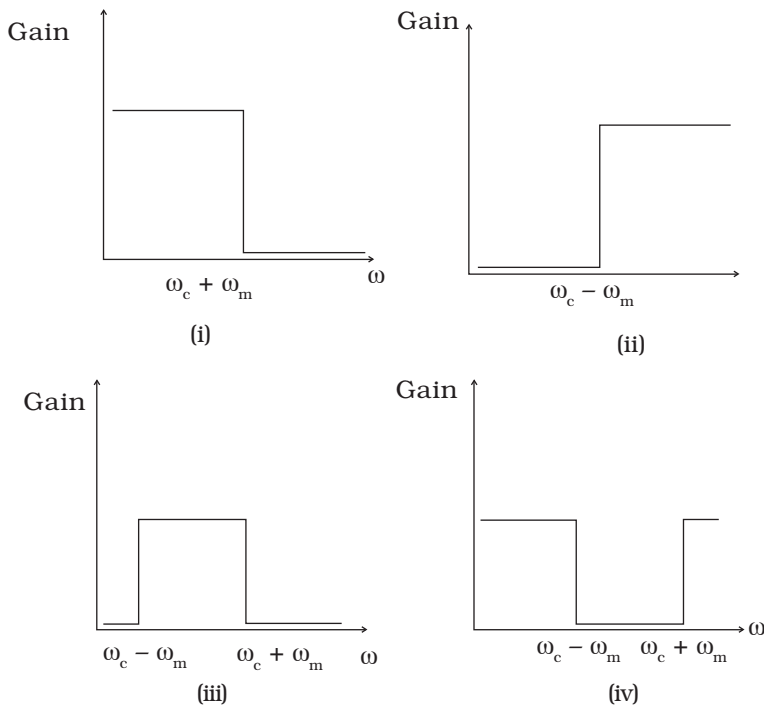 Gain
ω
ω_c + ω_m
(i)
Gain
ω_c − ω_m
(ii)
Gain
ω_c − ω_m
ω_c + ω_m
ω
(iii)
Gain
ω_c − ω_m
ω_c + ω_m
ω
(iv)